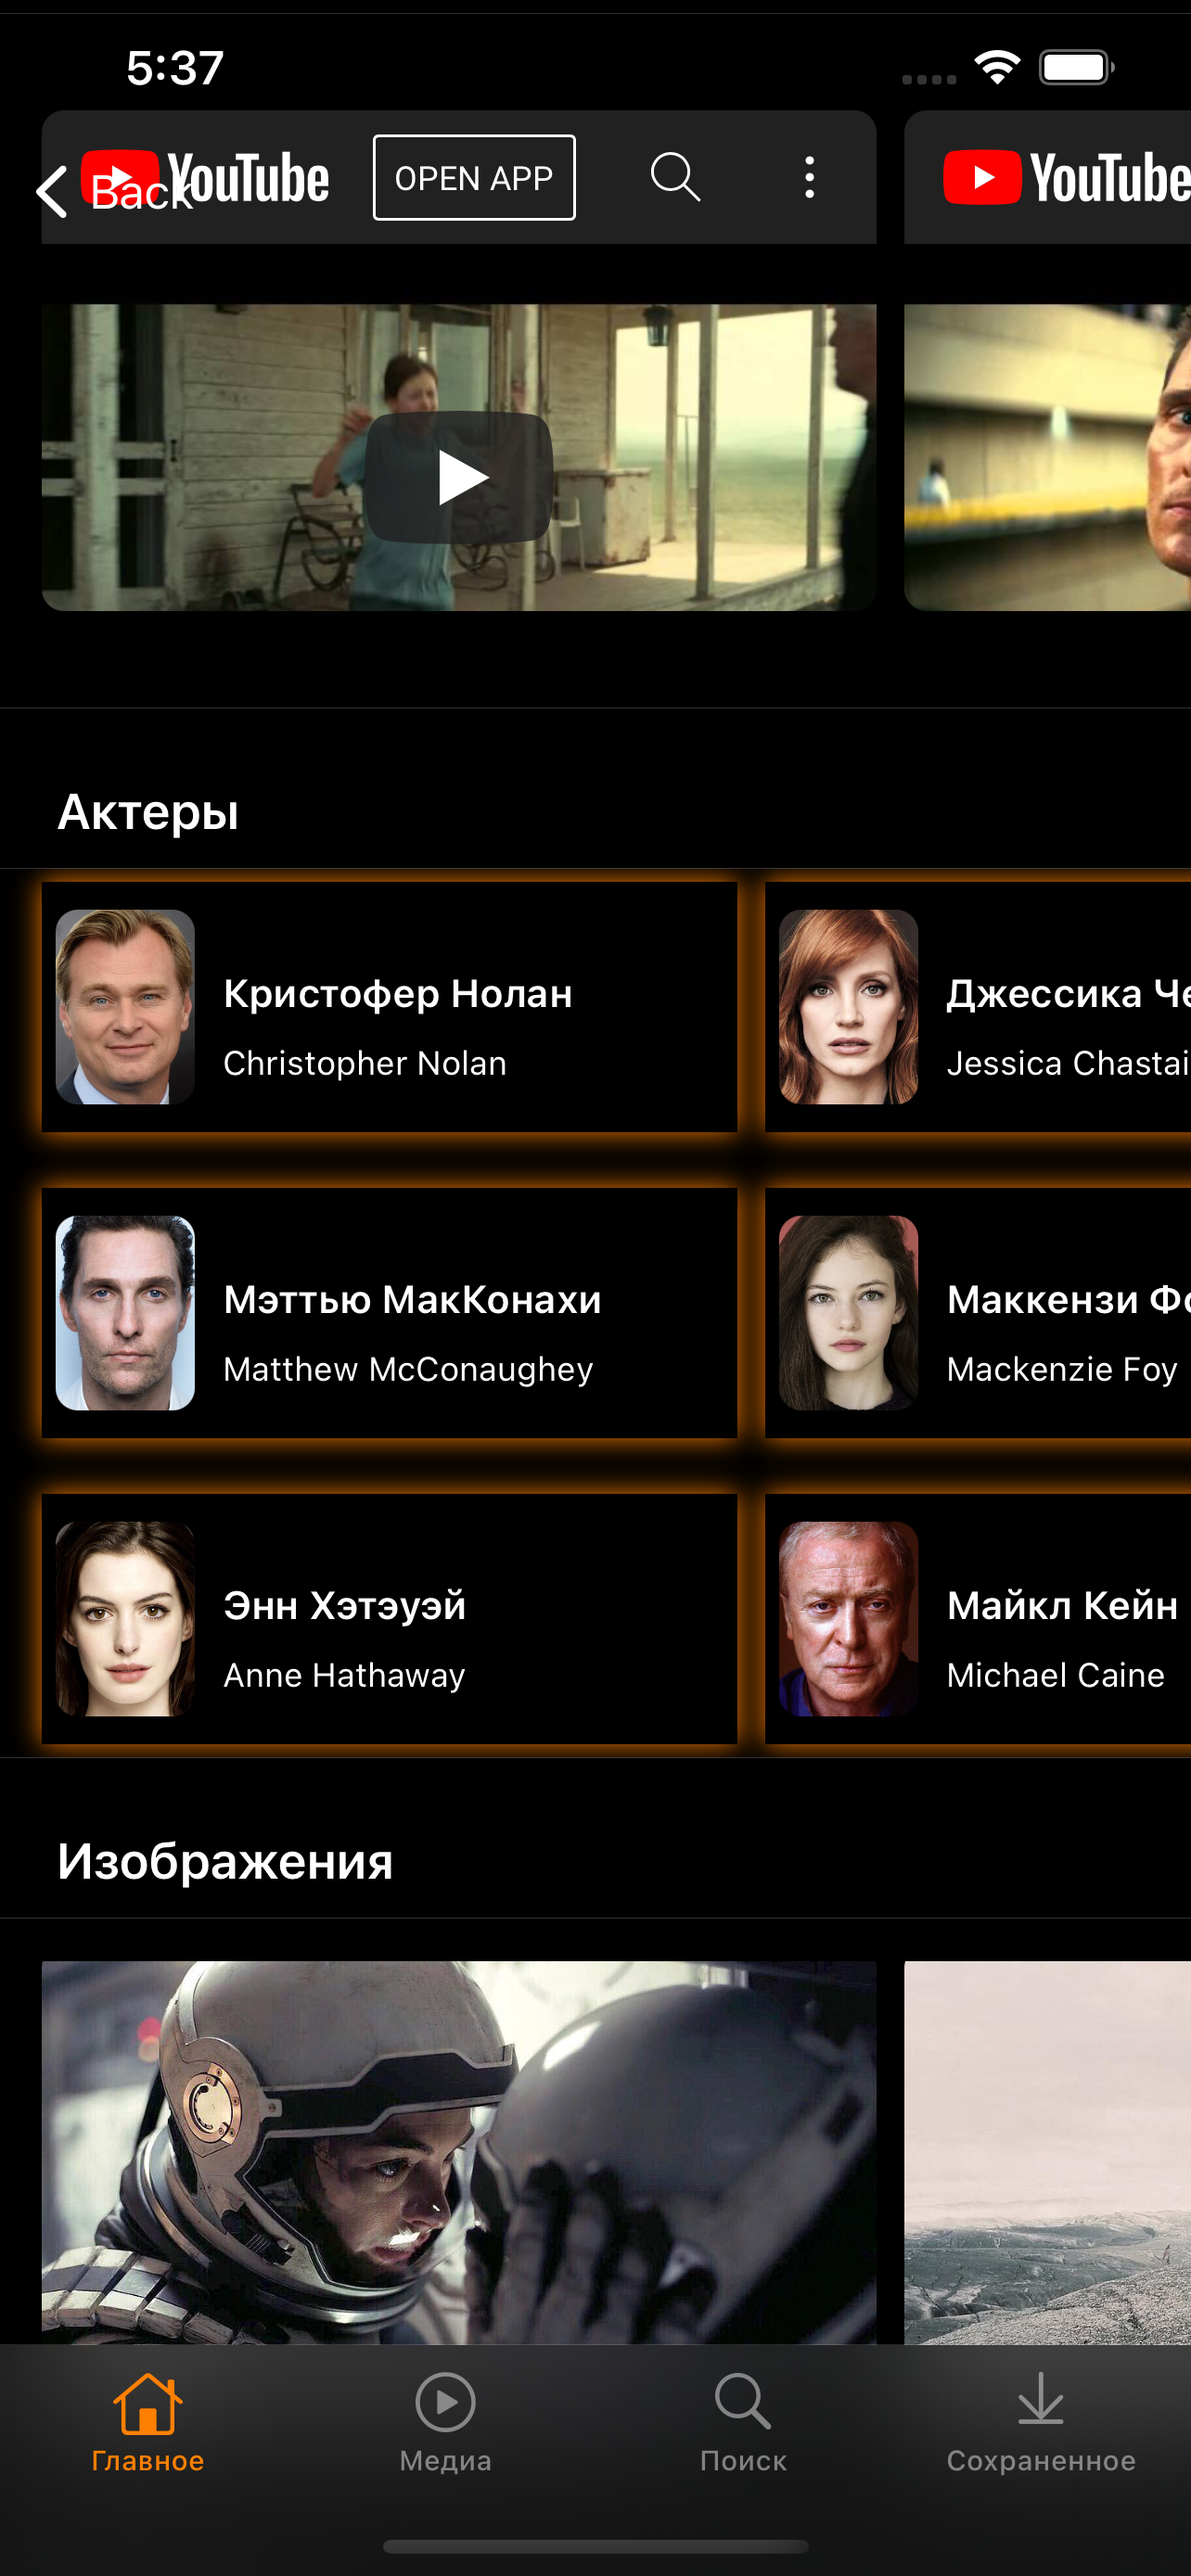 5:37
Back
YouTube
OPEN APP
YouTube
Актеры
Кристофер Нолан
Christopher Nolan
Джессика Че
Jessica Chastai
Мэттью МакКонахи
Matthew McConaughey
Маккензи Фо
Mackenzie Foy
Энн Хэтэуэй
Anne Hathaway
Майкл Кейн
Michael Caine
Изображения
Главное
Медиа
Поиск
Сохраненное